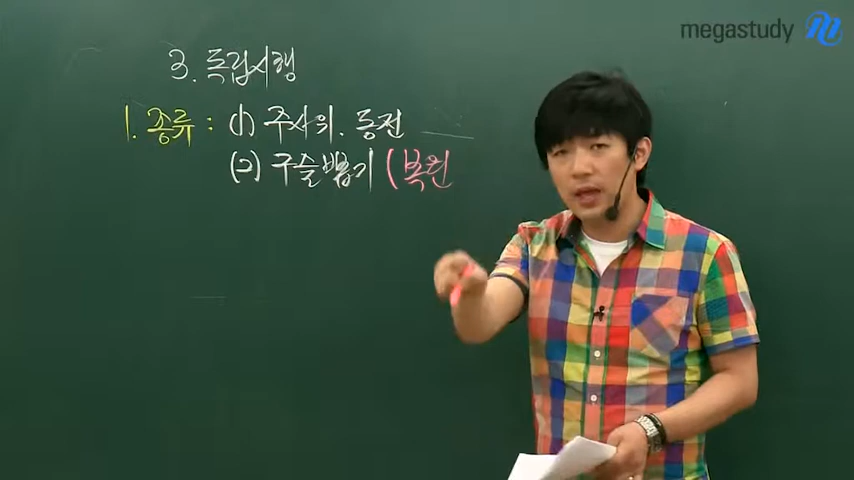 megastudy
3. 독립시행
1. 종류 : (1) 주사위. 동전
(2) 구슬뽑기 (복원